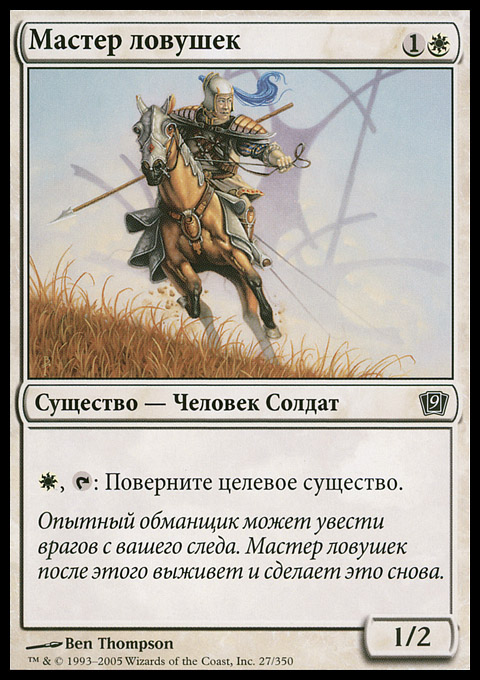 Мастер ловушек
1
Существо — Человек Солдат
9
, : Поверните целевое существо.
Опытный обманщик может увести
врагов с вашего следа. Мастер ловушек
после этого выживет и сделает это снова.
1/2
Ben Thompson
™ & © 1993–2005 Wizards of the Coast, Inc. 27/350